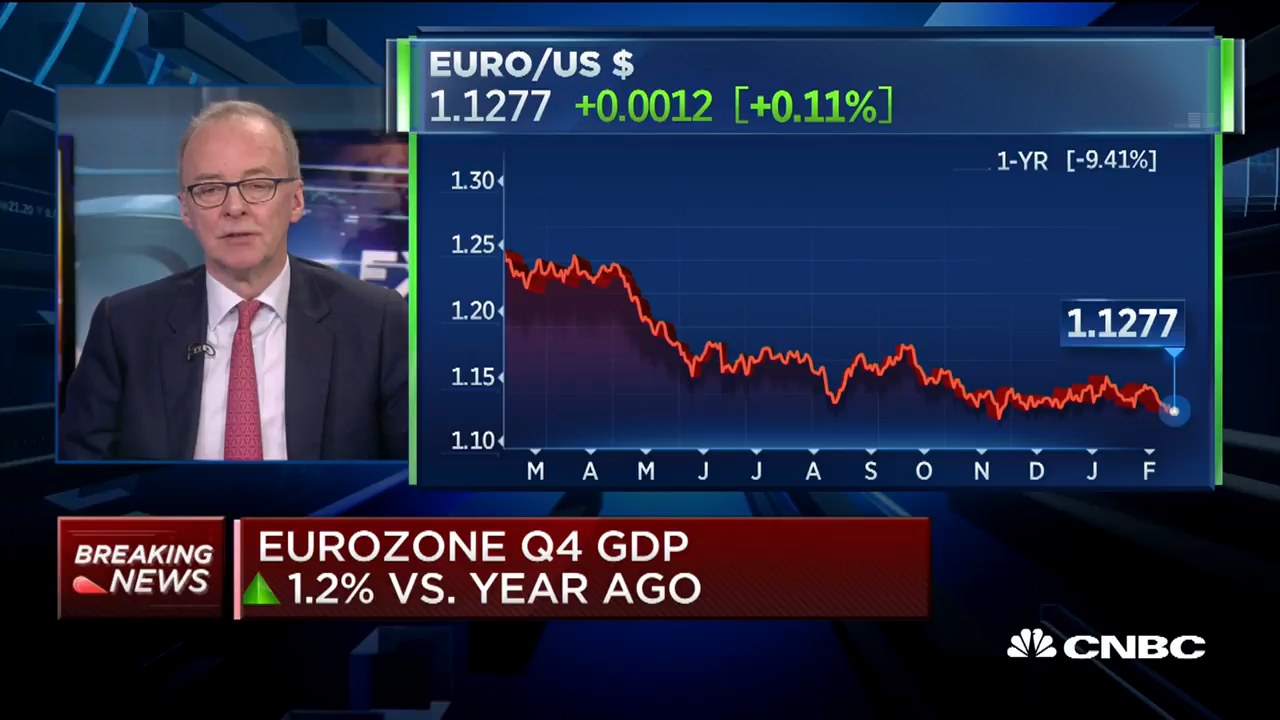 EURO/US $
1.1277 +0.0012 [+0.11%]
1-YR [-9.41%]
1.30
1.25
1.20
1.15
1.10
1.1277
M A M J J A S O N D J F
BREAKING
NEWS
EUROZONE Q4 GDP
▲ 1.2% VS. YEAR AGO
CNBC